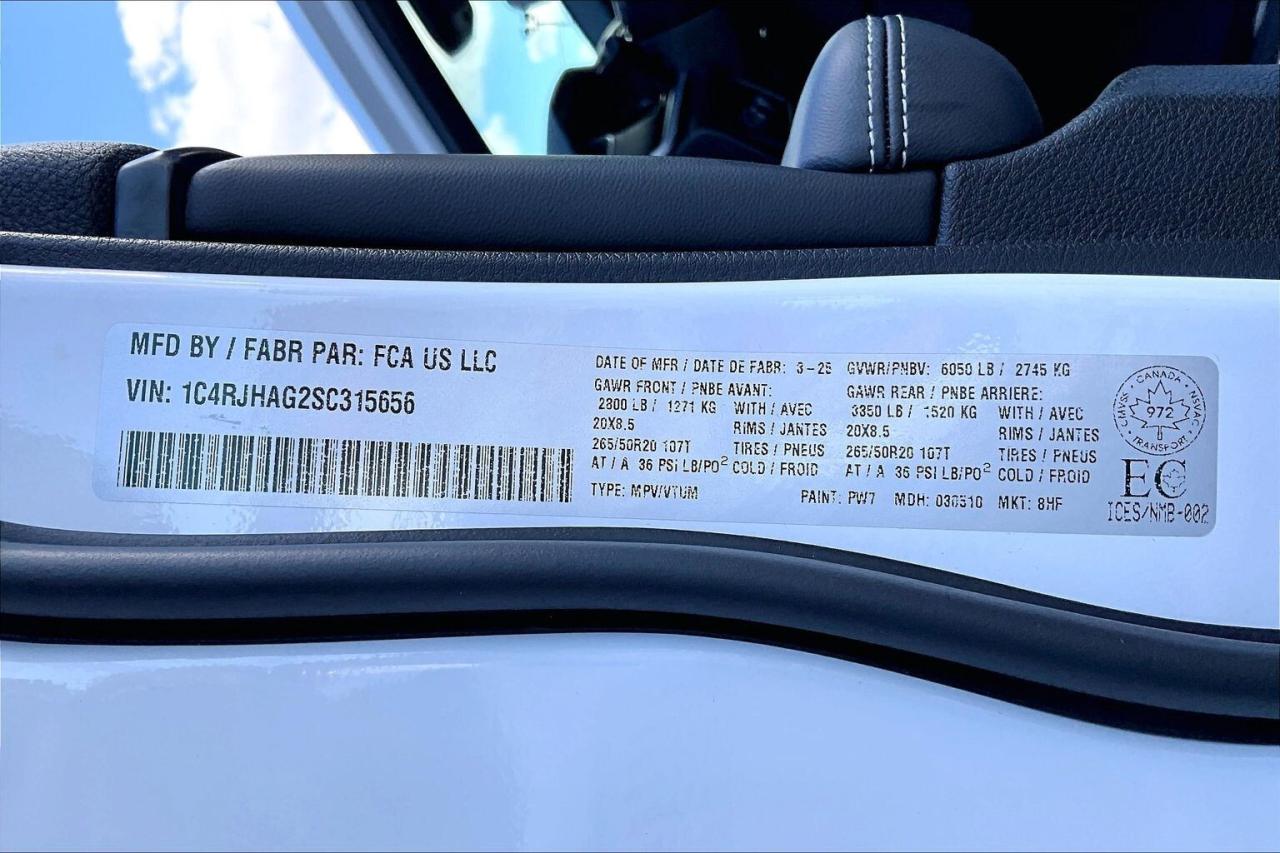 MFD BY / FABR PAR: FCA US LLC
VIN: 1C4RJHAG2SC315656
DATE OF MFR / DATE DE FABR: 3-25 GVWR/PNBV: 6050 LB / 2745 KG
GAWR FRONT / PNBE AVANT: GAWR REAR / PNBE ARRIERE:
2800 LB / 1271 KG WITH / AVEC 3350 LB / 1520 KG WITH / AVEC
20X8.5 RIMS / JANTES 20X8.5 RIMS / JANTES
265/50R20 107T TIRES / PNEUS 265/50R20 107T TIRES / PNEUS
AT / A 36 PSI LB/PO² COLD / FROID AT / A 36 PSI LB/PO² COLD / FROID
TYPE: MPV/VTUM PAINT: PW7 MDH: 030510 MKT: 8HF
CANADA
CMVSS 972 NSVAC
TRANSPORT
EC
ICES/NMB-002